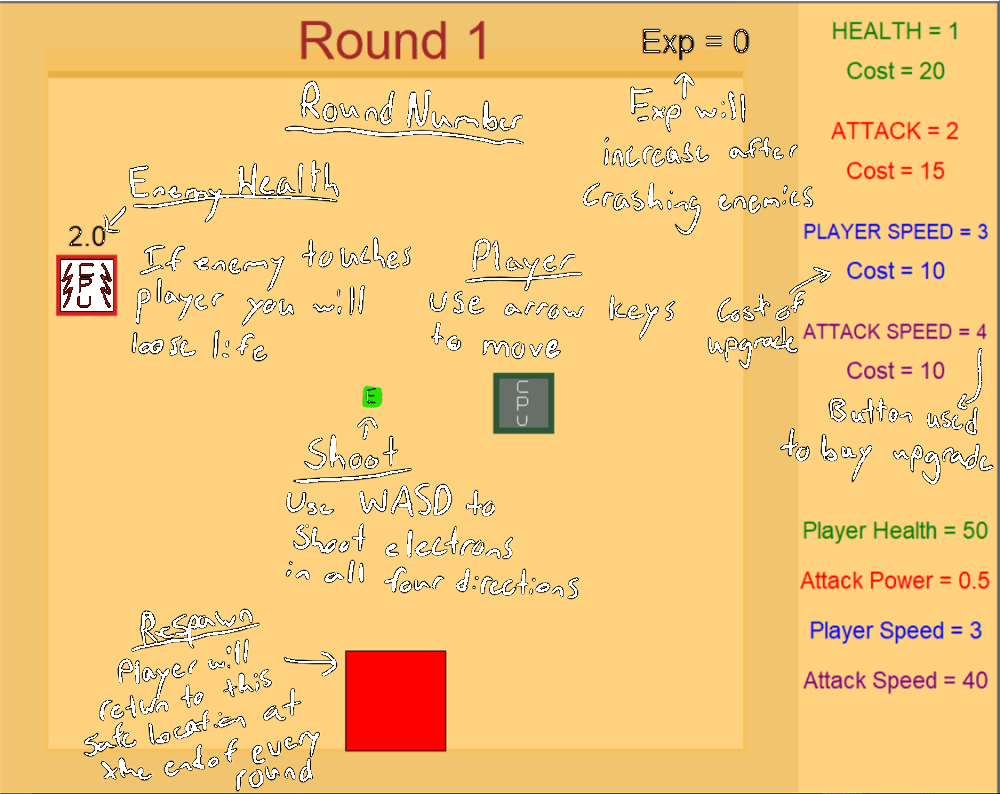 Round 1
Exp = 0
Round Number
Exp will
increase after
Crashing enemies
Enemy Health
2.0
CPU
If enemy touches
player you will
loose life
Player
Use arrow keys
to move
CPU
E
Shoot
Use WASD to
Shoot electrons
in all four directions
Respawn
Player will
return to this
safe location at
the end of every
round
HEALTH = 1
Cost = 20
ATTACK = 2
Cost = 15
PLAYER SPEED = 3
Cost = 10
Cost of
upgrade
ATTACK SPEED = 4
Cost = 10
Button used
to buy upgrade
Player Health = 50
Attack Power = 0.5
Player Speed = 3
Attack Speed = 40